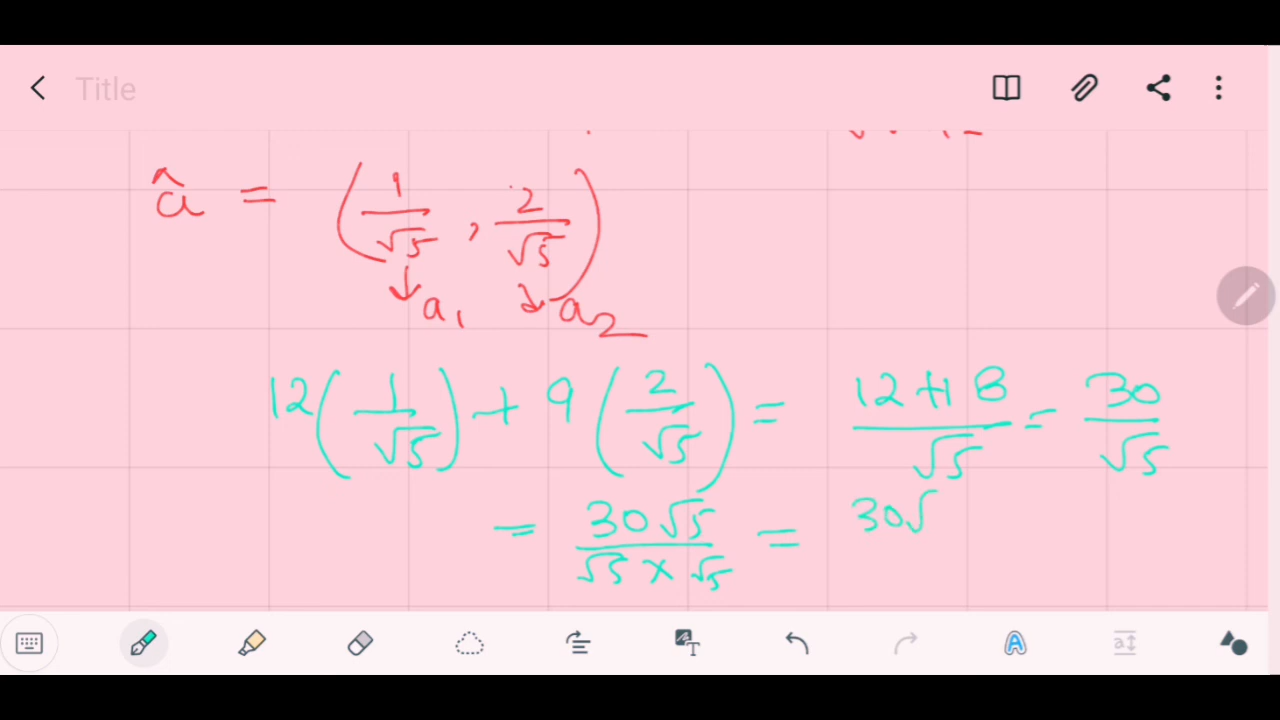 Title
â = (1/√5, 2/√5)
↓a₁ ↓a₂
12(1/√5) + 9(2/√5) = 12+18/√5 = 30/√5
= 30√5/√5 × √5 = 30√